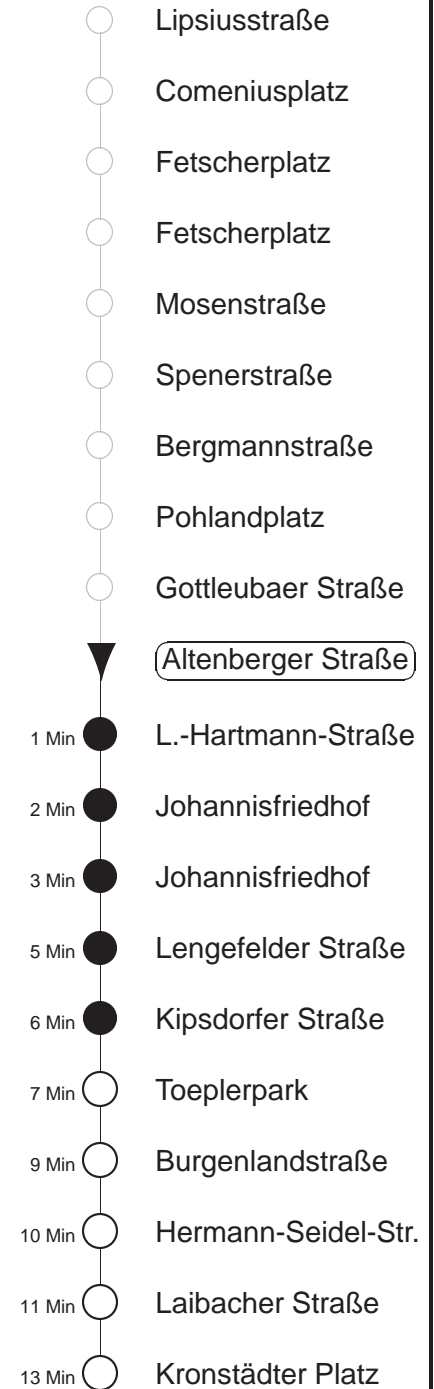 Lipsiusstraße
Comeniusplatz
Fetscherplatz
Fetscherplatz
Mosenstraße
Spenerstraße
Bergmannstraße
Pohlandplatz
Gottleubaer Straße
Altenberger Straße
1 Min L.-Hartmann-Straße
2 Min Johannisfriedhof
3 Min Johannisfriedhof
5 Min Lengefelder Straße
6 Min Kipsdorfer Straße
7 Min Toeplerpark
9 Min Burgenlandstraße
10 Min Hermann-Seidel-Str.
11 Min Laibacher Straße
13 Min Kronstädter Platz